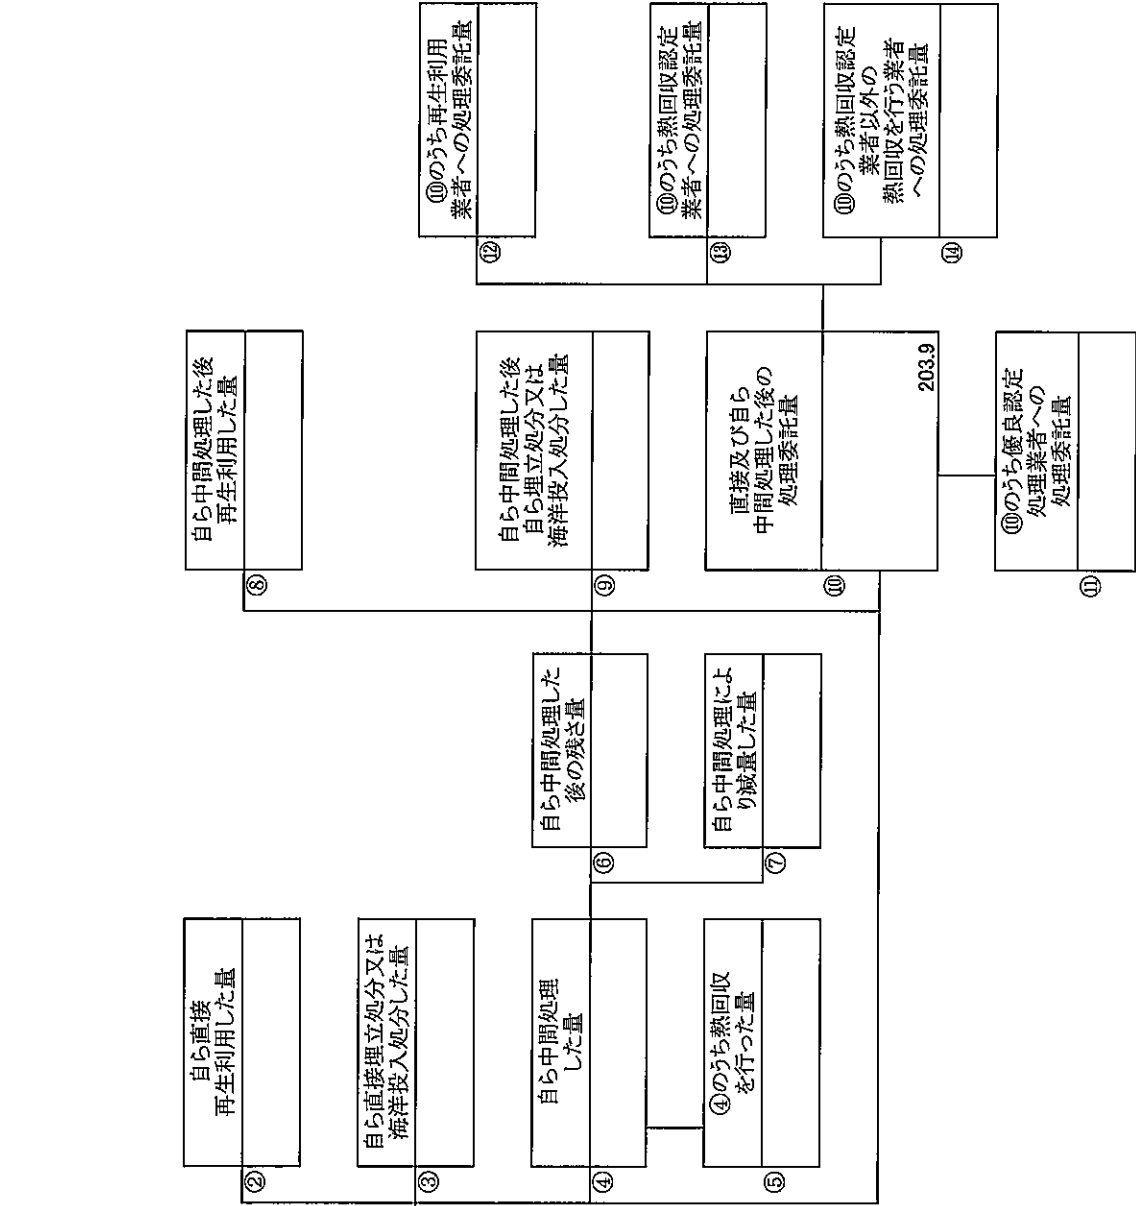 ②
自ら直接
再生利用した量
③
自ら直接埋立処分又は
海洋投入処分した量
④
自ら中間処理
した量
⑤
④のうち熱回収
を行った量
⑥
自ら中間処理した
後の残さ量
⑦
自ら中間処理によ
り減量した量
⑧
自ら中間処理した後
再生利用した量
⑨
自ら中間処理した後
自ら埋立処分又は
海洋投入処分した量
⑩
直接及び自ら
中間処理した後の
処理委託量
203.9
⑪
⑩のうち優良認定
処理業者への
処理委託量
⑫
⑩のうち再生利用
業者への処理委託量
⑬
⑩のうち熱回収認定
業者への処理委託量
⑭
⑩のうち熱回収認定
業者以外の
熱回収を行う業者
への処理委託量